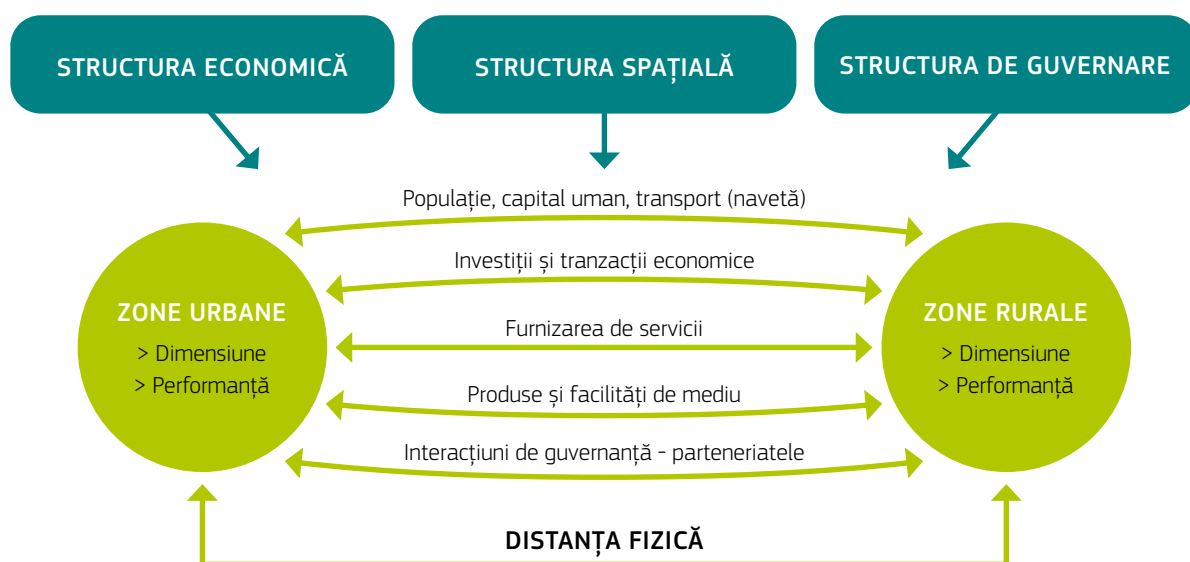 STRUCTURA ECONOMICĂ
STRUCTURA SPAȚIALĂ
STRUCTURA DE GUVERNARE
Populație, capital uman, transport (navetă)
Investiții și tranzacții economice
Furnizarea de servicii
Produse și facilități de mediu
Interacțiuni de guvernanță - parteneriatele
ZONE URBANE
> Dimensiune
> Performanță
ZONE RURALE
> Dimensiune
> Performanță
DISTANȚA FIZICĂ